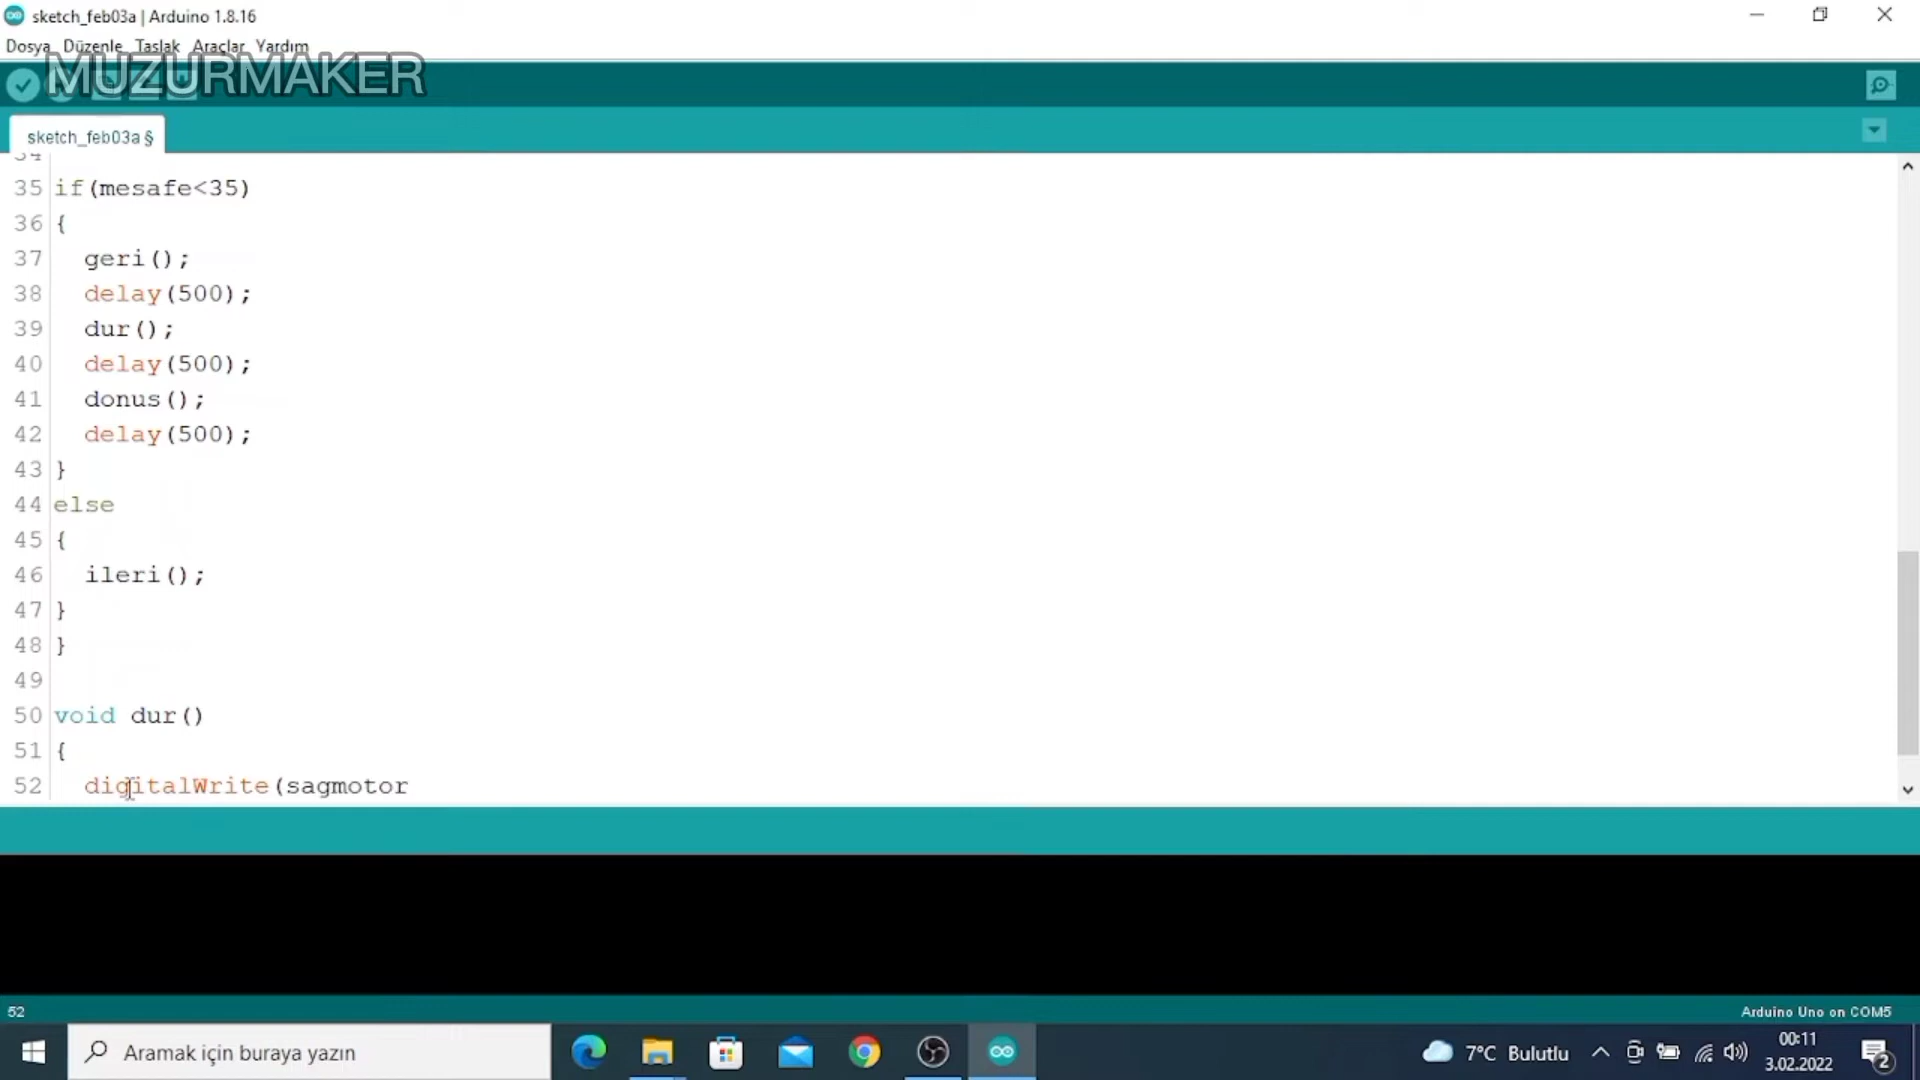 sketch_feb03a | Arduino 1.8.16
Dosya Düzenle Taslak Araçlar Yardım
MUZURMAKER
sketch_feb03a §
34
35 if(mesafe<35)
36 {
37 geri();
38 delay(500);
39 dur();
40 delay(500);
41 donus();
42 delay(500);
43 }
44 else
45 {
46 ileri();
47 }
48 }
49
50 void dur()
51 {
52 digitalWrite(sagmotor
52
Arduino Uno on COM5
Aramak için buraya yazın
7°C Bulutlu
00:11
3.02.2022
2